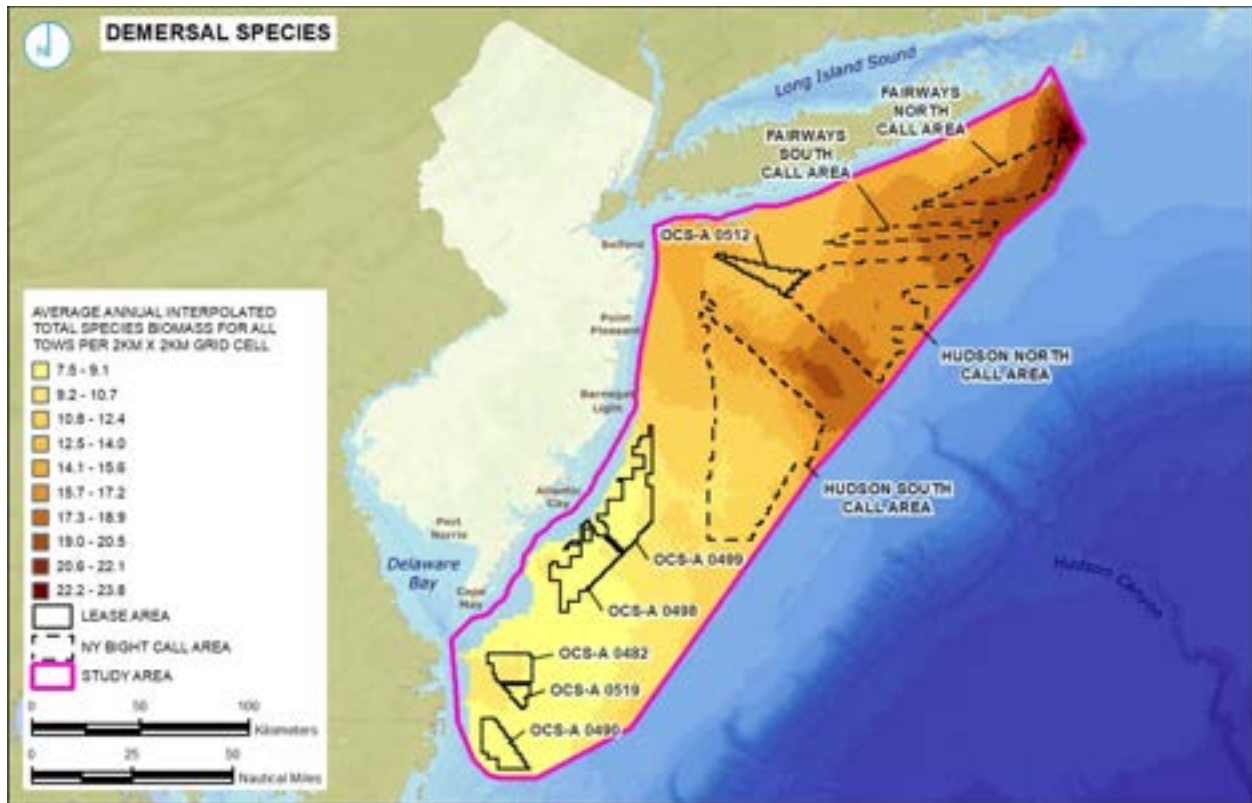 N
DEMERSAL SPECIES
Long Island Sound
FAIRWAYS
NORTH
CALL AREA
FAIRWAYS
SOUTH
CALL AREA
OCS-A 0512
Belford
Point
Pleasant
Barnegat
Light
HUDSON NORTH
CALL AREA
HUDSON SOUTH
CALL AREA
Atlantic
City
Port
Norris
Delaware
Bay
Cape
May
OCS-A 0499
OCS-A 0498
Hudson Canyon
OCS-A 0482
OCS-A 0519
OCS-A 0490
AVERAGE ANNUAL INTERPOLATED
TOTAL SPECIES BIOMASS FOR ALL
TOWS PER 2KM X 2KM GRID CELL
7.5 - 9.1
9.2 - 10.7
10.8 - 12.4
12.5 - 14.0
14.1 - 15.6
15.7 - 17.2
17.3 - 18.9
19.0 - 20.5
20.6 - 22.1
22.2 - 23.8
LEASE AREA
NY BIGHT CALL AREA
STUDY AREA
0 50 100
Kilometers
0 25 50
Nautical Miles